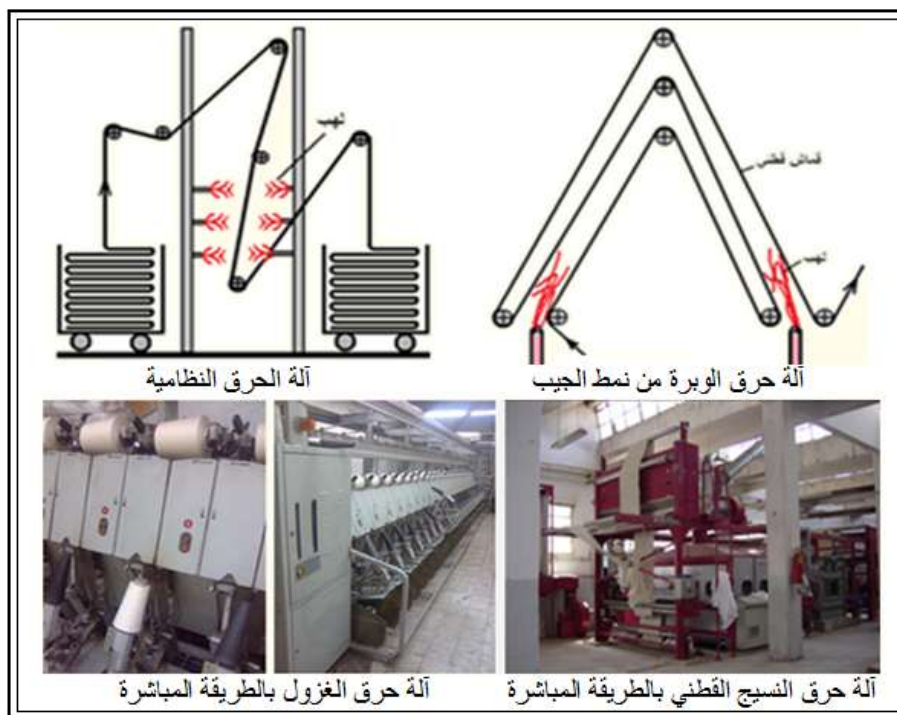 لهب
قماش قطني
لهب
آلة حرق الوبرة من نمط الجيب
آلة الحرق النظامية
آلة حرق النسيج القطني بالطريقة المباشرة
آلة حرق الغزول بالطريقة المباشرة